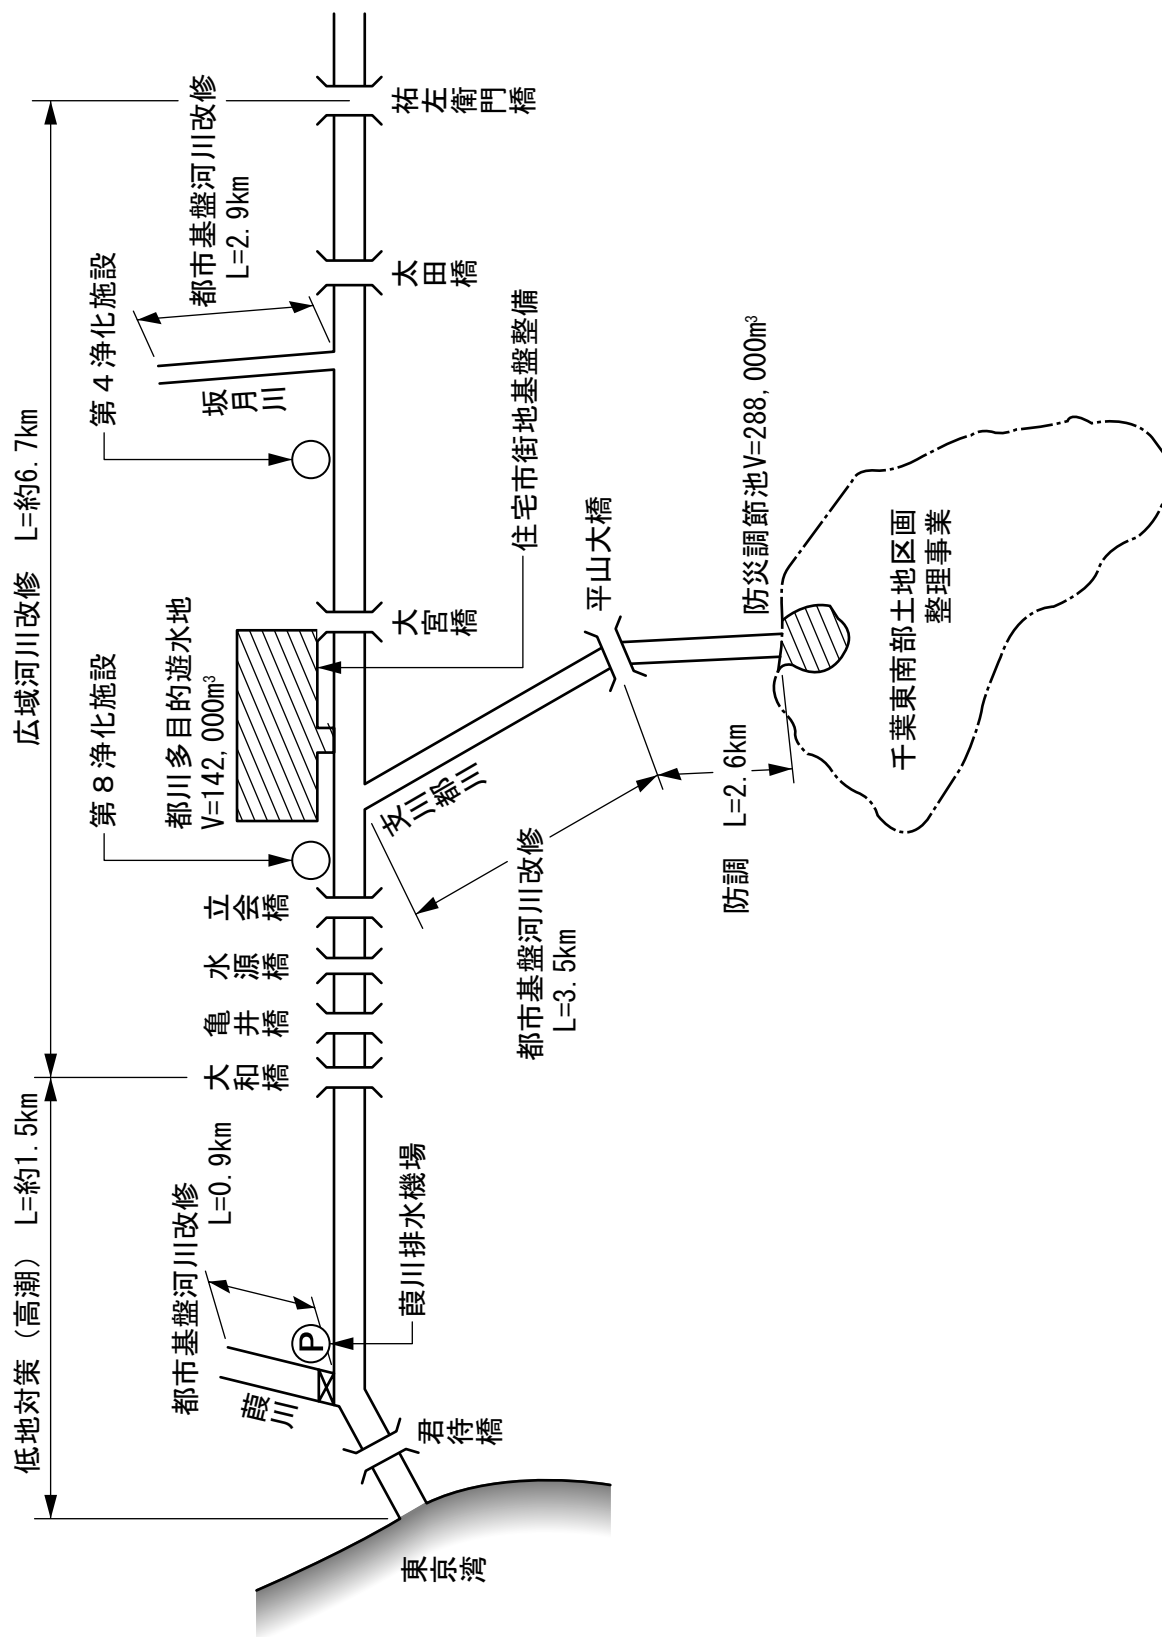 低地対策（高潮） L=約1.5km
広域河川改修 L=約6.7km
都市基盤河川改修
L=0.9km
葭川
P
葭川排水機場
君待橋
東京湾
大和橋
亀井橋
水源橋
立会橋
第８浄化施設
都川多目的遊水地
V=142,000m³
大宮橋
住宅市街地基盤整備
第４浄化施設
坂月川
都市基盤河川改修
L=2.9km
太田橋
祐左衛門橋
支川都川
都市基盤河川改修
L=3.5km
平山大橋
防調 L=2.6km
防災調節池V=288,000m³
千葉東南部土地区画
整理事業